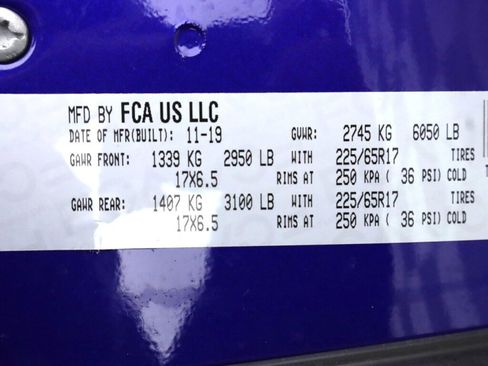 MFD BY FCA US LLC
DATE OF MFR(BUILT): 11-19 GVWR: 2745 KG 6050 LB
GAWR FRONT: 1339 KG 2950 LB WITH 225/65R17 TIRES
17X6.5 RIMS AT 250 KPA ( 36 PSI) COLD
GAWR REAR: 1407 KG 3100 LB WITH 225/65R17 TIRES
17X6.5 RIMS AT 250 KPA ( 36 PSI) COLD